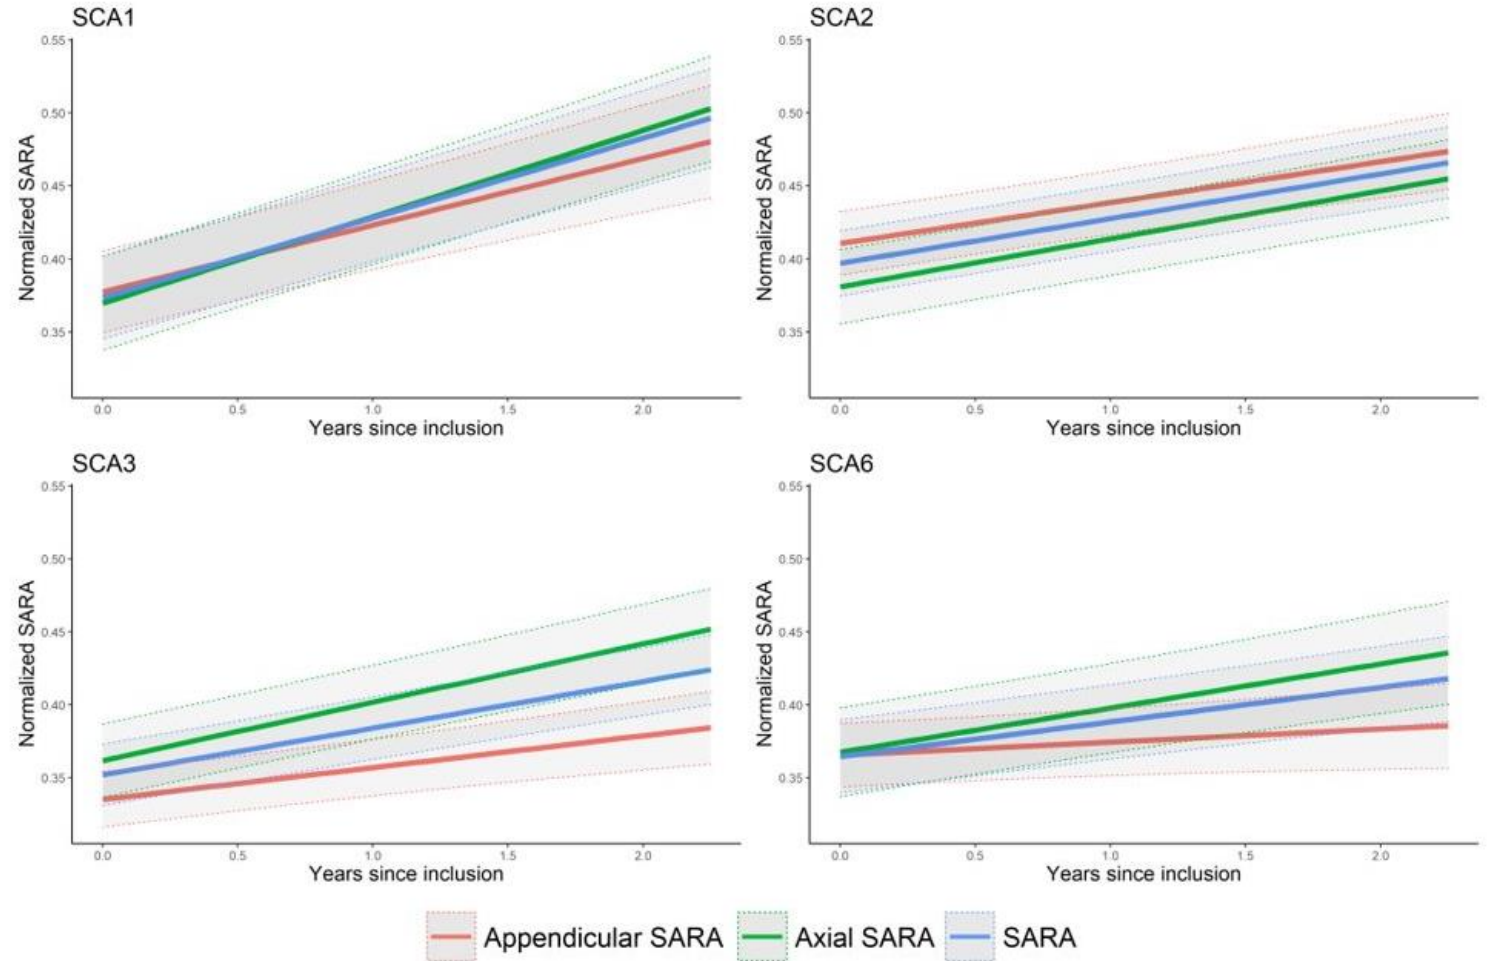 SCA1
0.55
0.50
0.45
0.40
0.35
Normalized SARA
0.0 0.5 1.0 1.5 2.0
Years since inclusion
SCA2
0.55
0.50
0.45
0.40
0.35
Normalized SARA
0.0 0.5 1.0 1.5 2.0
Years since inclusion
SCA3
0.55
0.50
0.45
0.40
0.35
Normalized SARA
0.0 0.5 1.0 1.5 2.0
Years since inclusion
SCA6
0.55
0.50
0.45
0.40
0.35
Normalized SARA
0.0 0.5 1.0 1.5 2.0
Years since inclusion
Appendicular SARA Axial SARA SARA